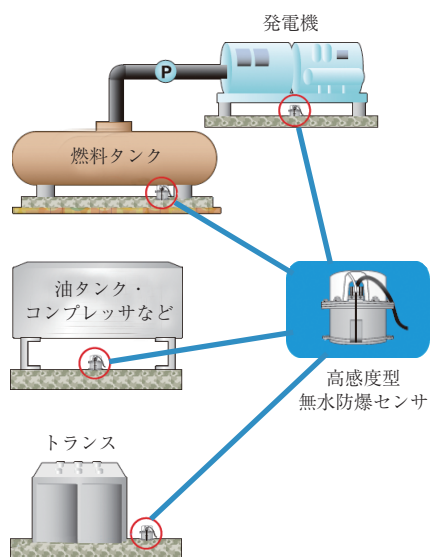 発電機
P
燃料タンク
油タンク・
コンプレッサなど
高感度型
無水防爆センサ
トランス